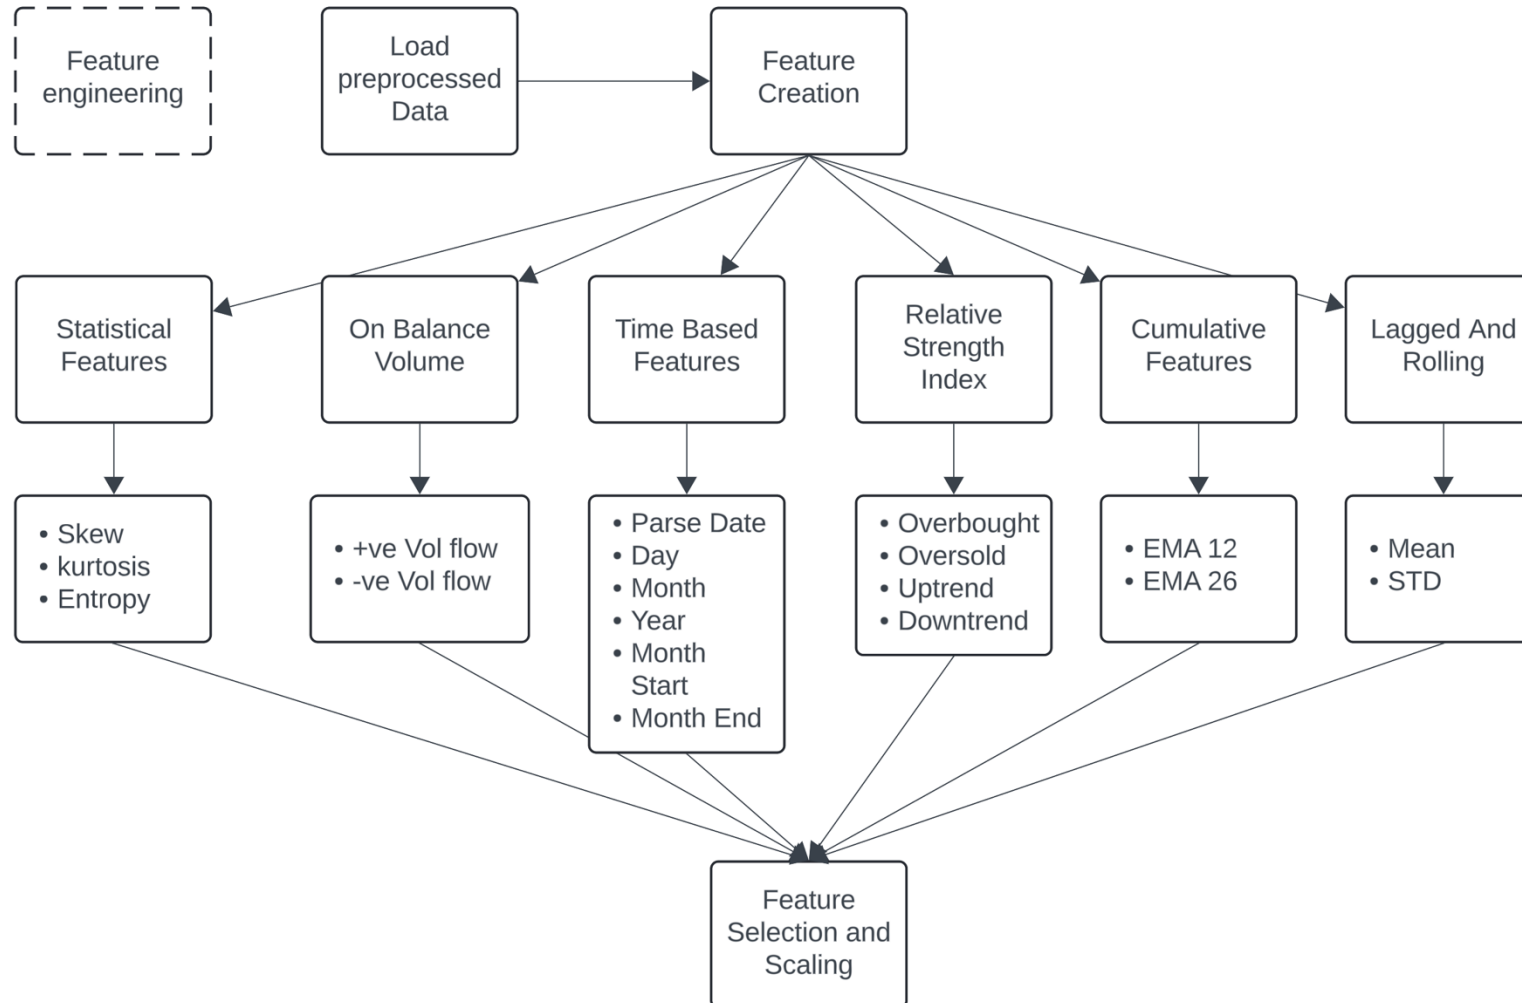 Feature
engineering
Load
preprocessed
Data
Feature
Creation
Statistical
Features
On Balance
Volume
Time Based
Features
Relative
Strength
Index
Cumulative
Features
Lagged And
Rolling
• Skew
• kurtosis
• Entropy
• +ve Vol flow
• -ve Vol flow
• Parse Date
• Day
• Month
• Year
• Month
Start
• Month End
• Overbought
• Oversold
• Uptrend
• Downtrend
• EMA 12
• EMA 26
• Mean
• STD
Feature
Selection and
Scaling